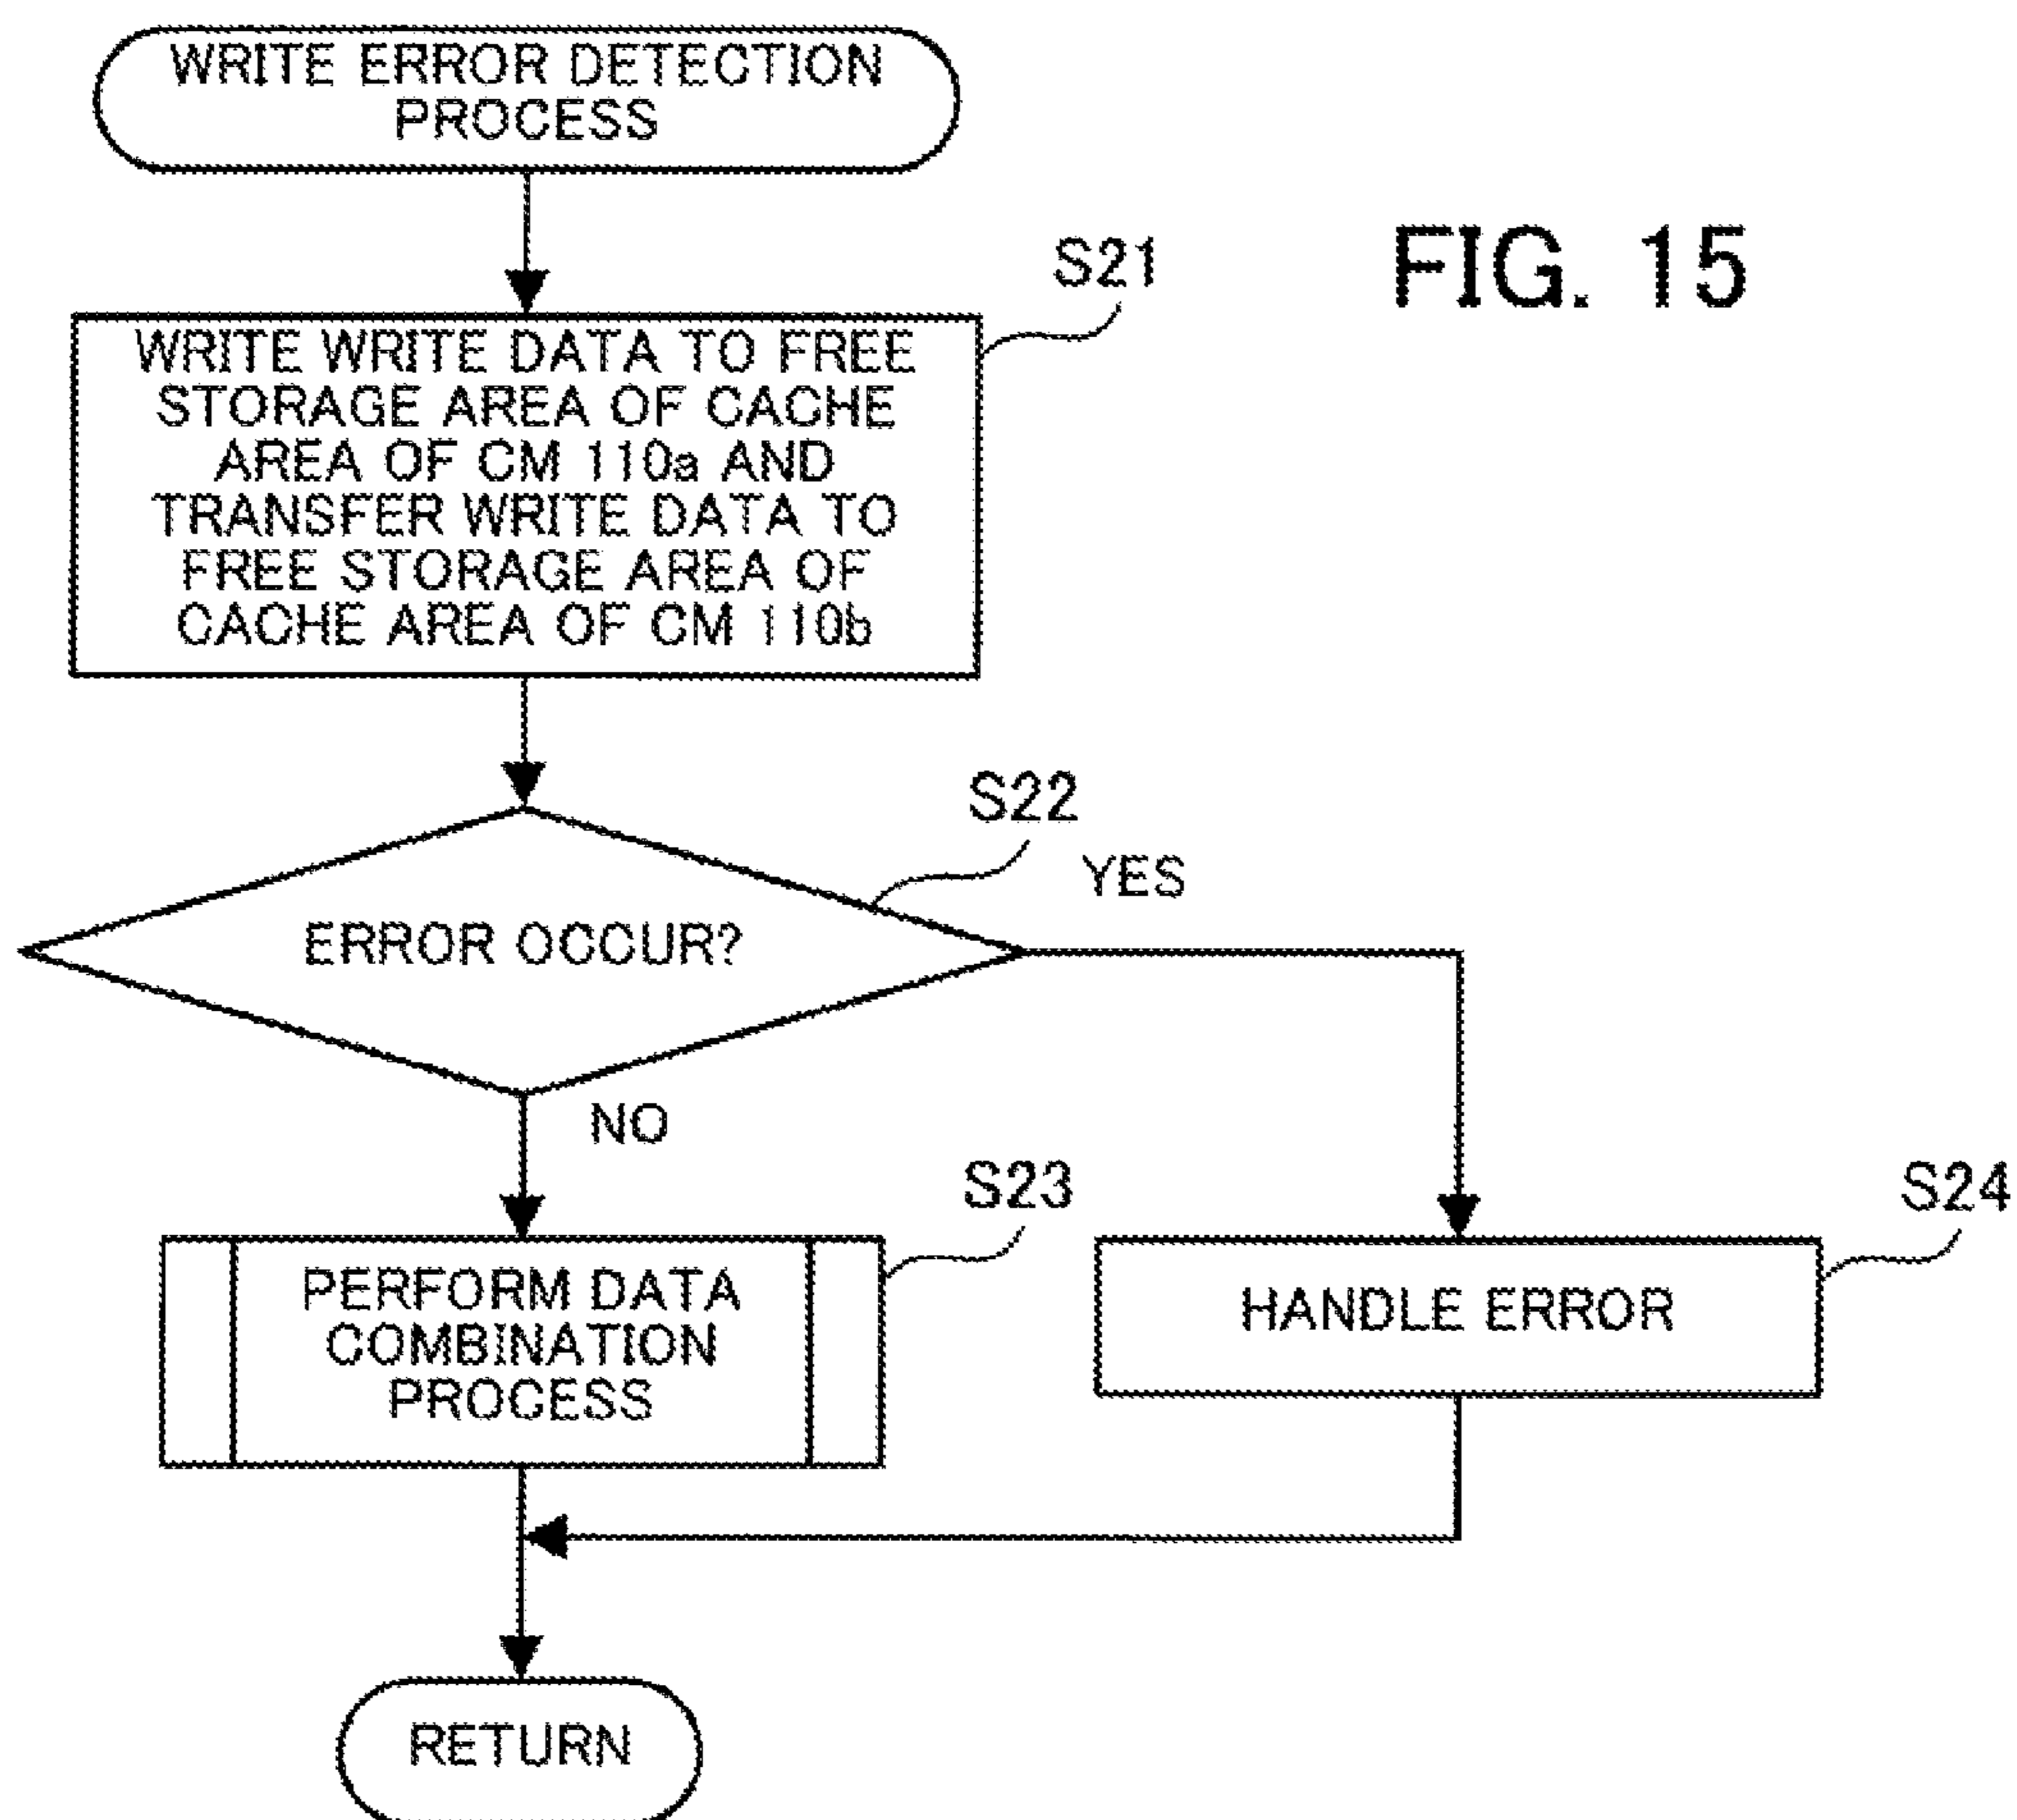 WRITE ERROR DETECTION
PROCESS
FIG. 15
S21
WRITE WRITE DATA TO FREE
STORAGE AREA OF CACHE
AREA OF CM 110a AND
TRANSFER WRITE DATA TO
FREE STORAGE AREA OF
CACHE AREA OF CM 110b
S22
YES
ERROR OCCUR?
NO
S23
PERFORM DATA
COMBINATION
PROCESS
S24
HANDLE ERROR
RETURN